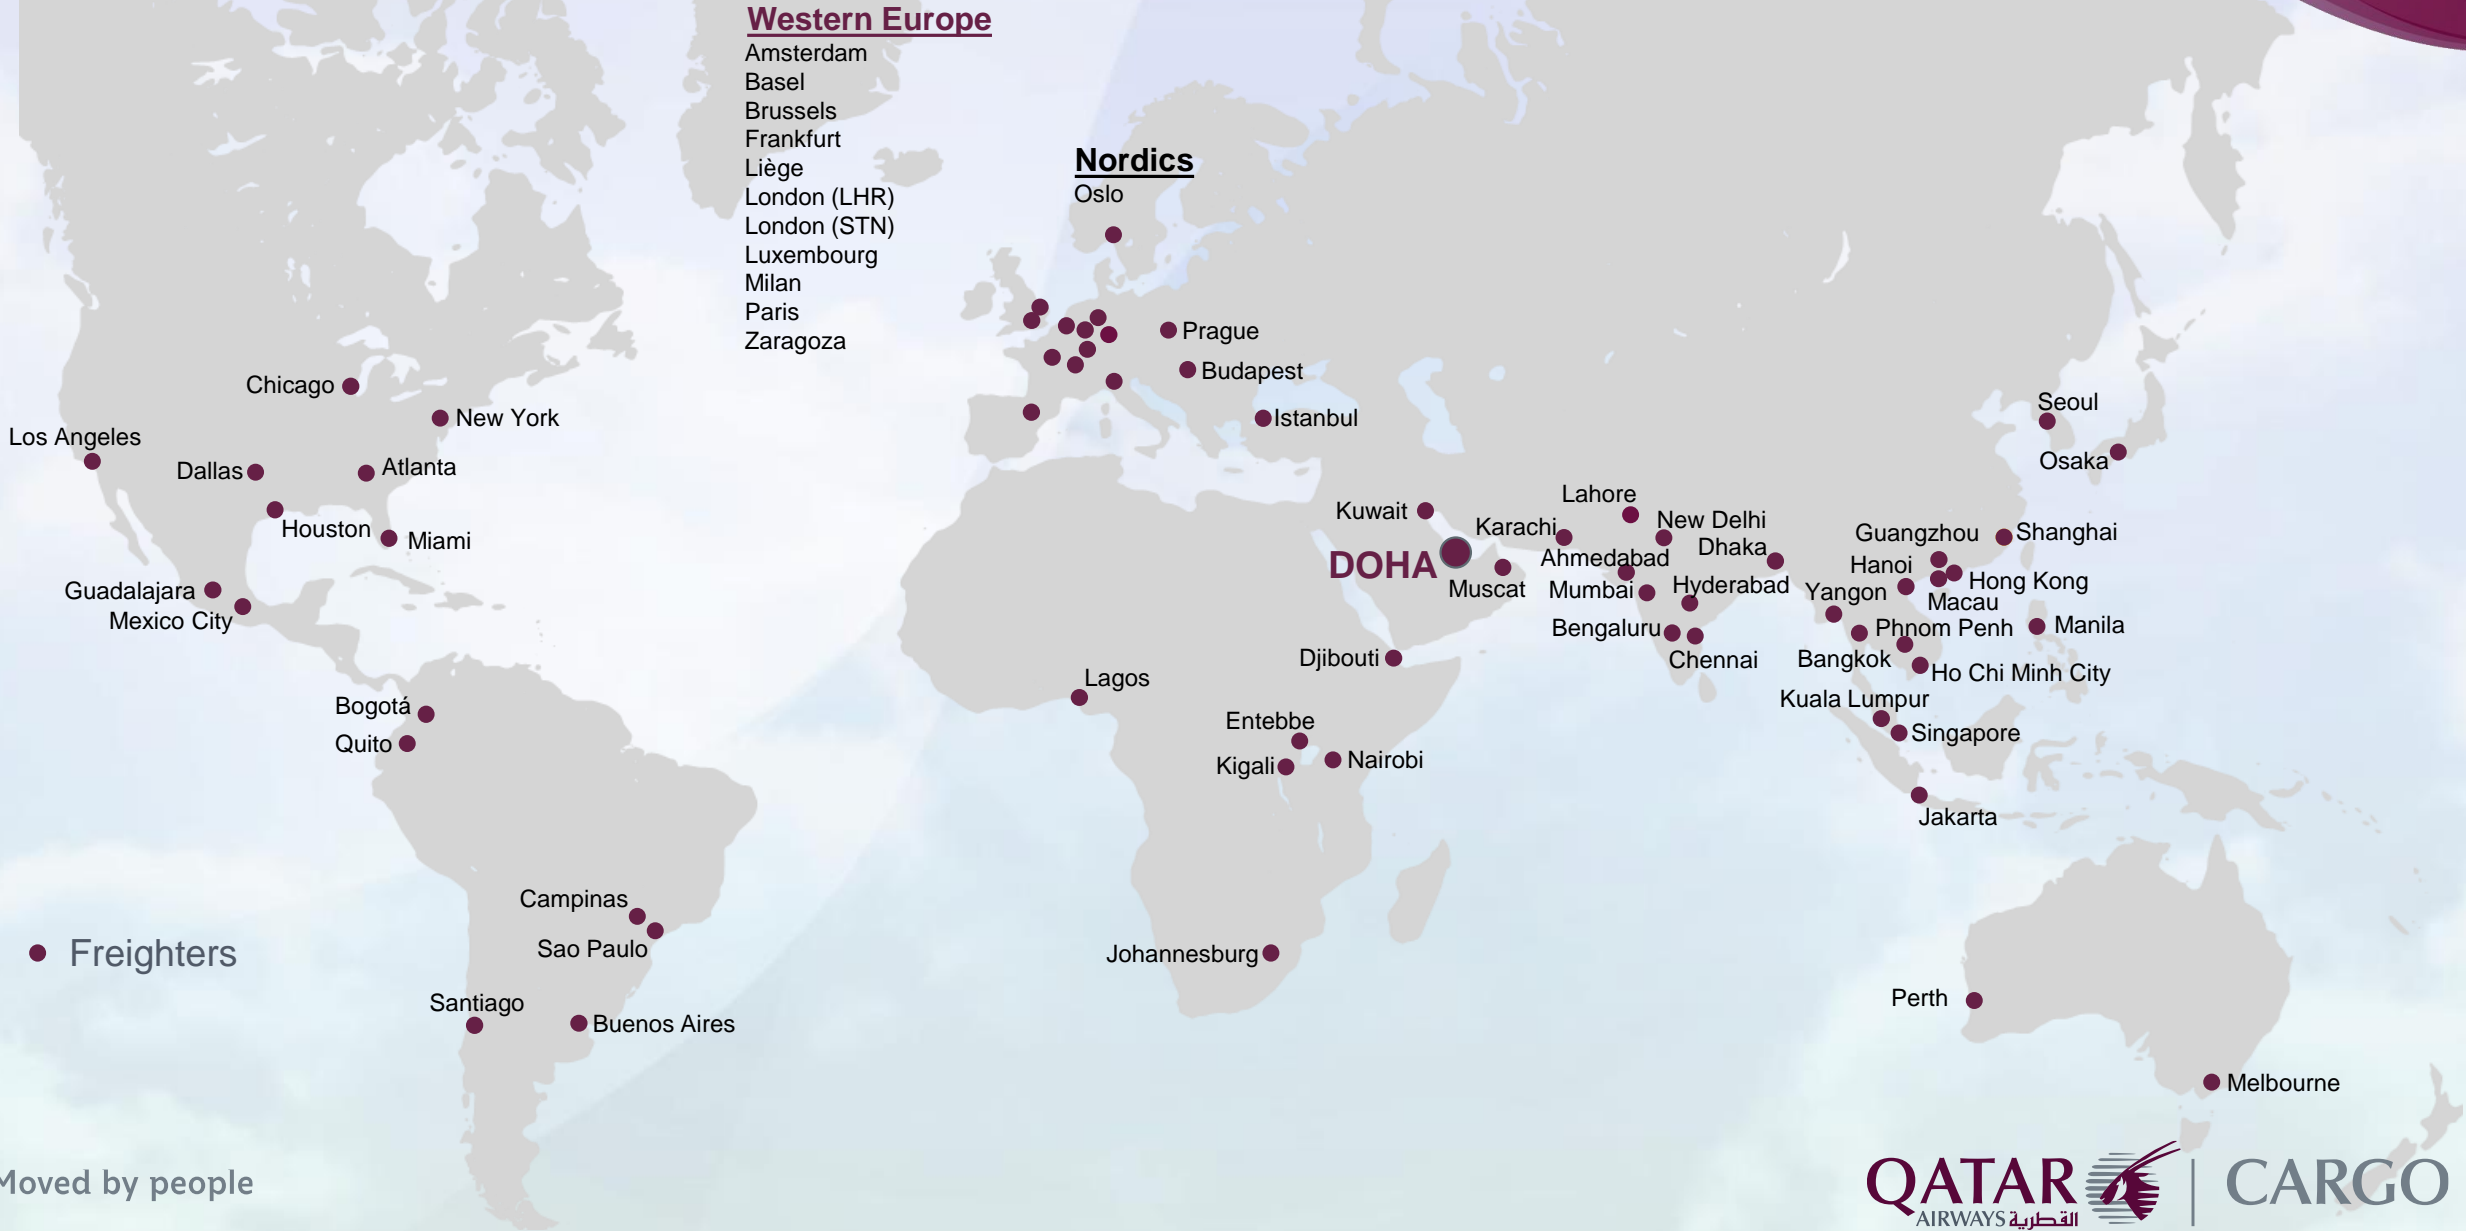 Western Europe
Amsterdam
Basel
Brussels
Frankfurt
Liège
London (LHR)
London (STN)
Luxembourg
Milan
Paris
Zaragoza
Nordics
Oslo
Prague
Budapest
Istanbul
Chicago
New York
Los Angeles
Dallas
Atlanta
Houston
Miami
Guadalajara
Mexico City
Bogotá
Quito
Campinas
Sao Paulo
Santiago
Buenos Aires
Kuwait
DOHA
Muscat
Djibouti
Lagos
Entebbe
Kigali
Nairobi
Johannesburg
Lahore
Karachi
New Delhi
Dhaka
Ahmedabad
Mumbai
Hyderabad
Bengaluru
Chennai
Seoul
Osaka
Guangzhou
Shanghai
Hanoi
Hong Kong
Yangon
Macau
Phnom Penh
Manila
Bangkok
Ho Chi Minh City
Kuala Lumpur
Singapore
Jakarta
Perth
Melbourne
Freighters
Moved by people
QATAR
AIRWAYS القطرية
CARGO